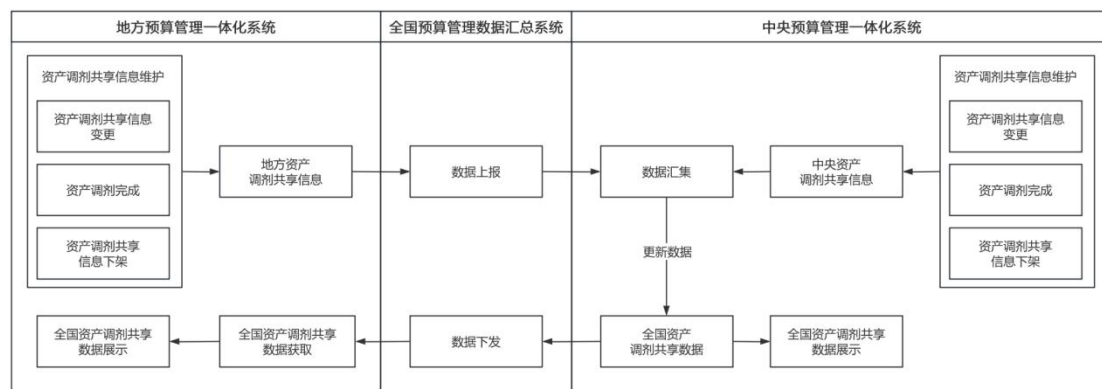 地方预算管理一体化系统
全国预算管理数据汇总系统
中央预算管理一体化系统
资产调剂共享信息维护
资产调剂共享信息
变更
资产调剂完成
资产调剂共享
信息下架
地方资产
调剂共享信息
数据上报
数据汇集
中央资产
调剂共享信息
资产调剂共享信息维护
资产调剂共享信息
变更
资产调剂完成
资产调剂共享
信息下架
更新数据
全国资产调剂共享
数据展示
全国资产调剂共享
数据获取
数据下发
全国资产
调剂共享数据
全国资产调剂共享
数据展示